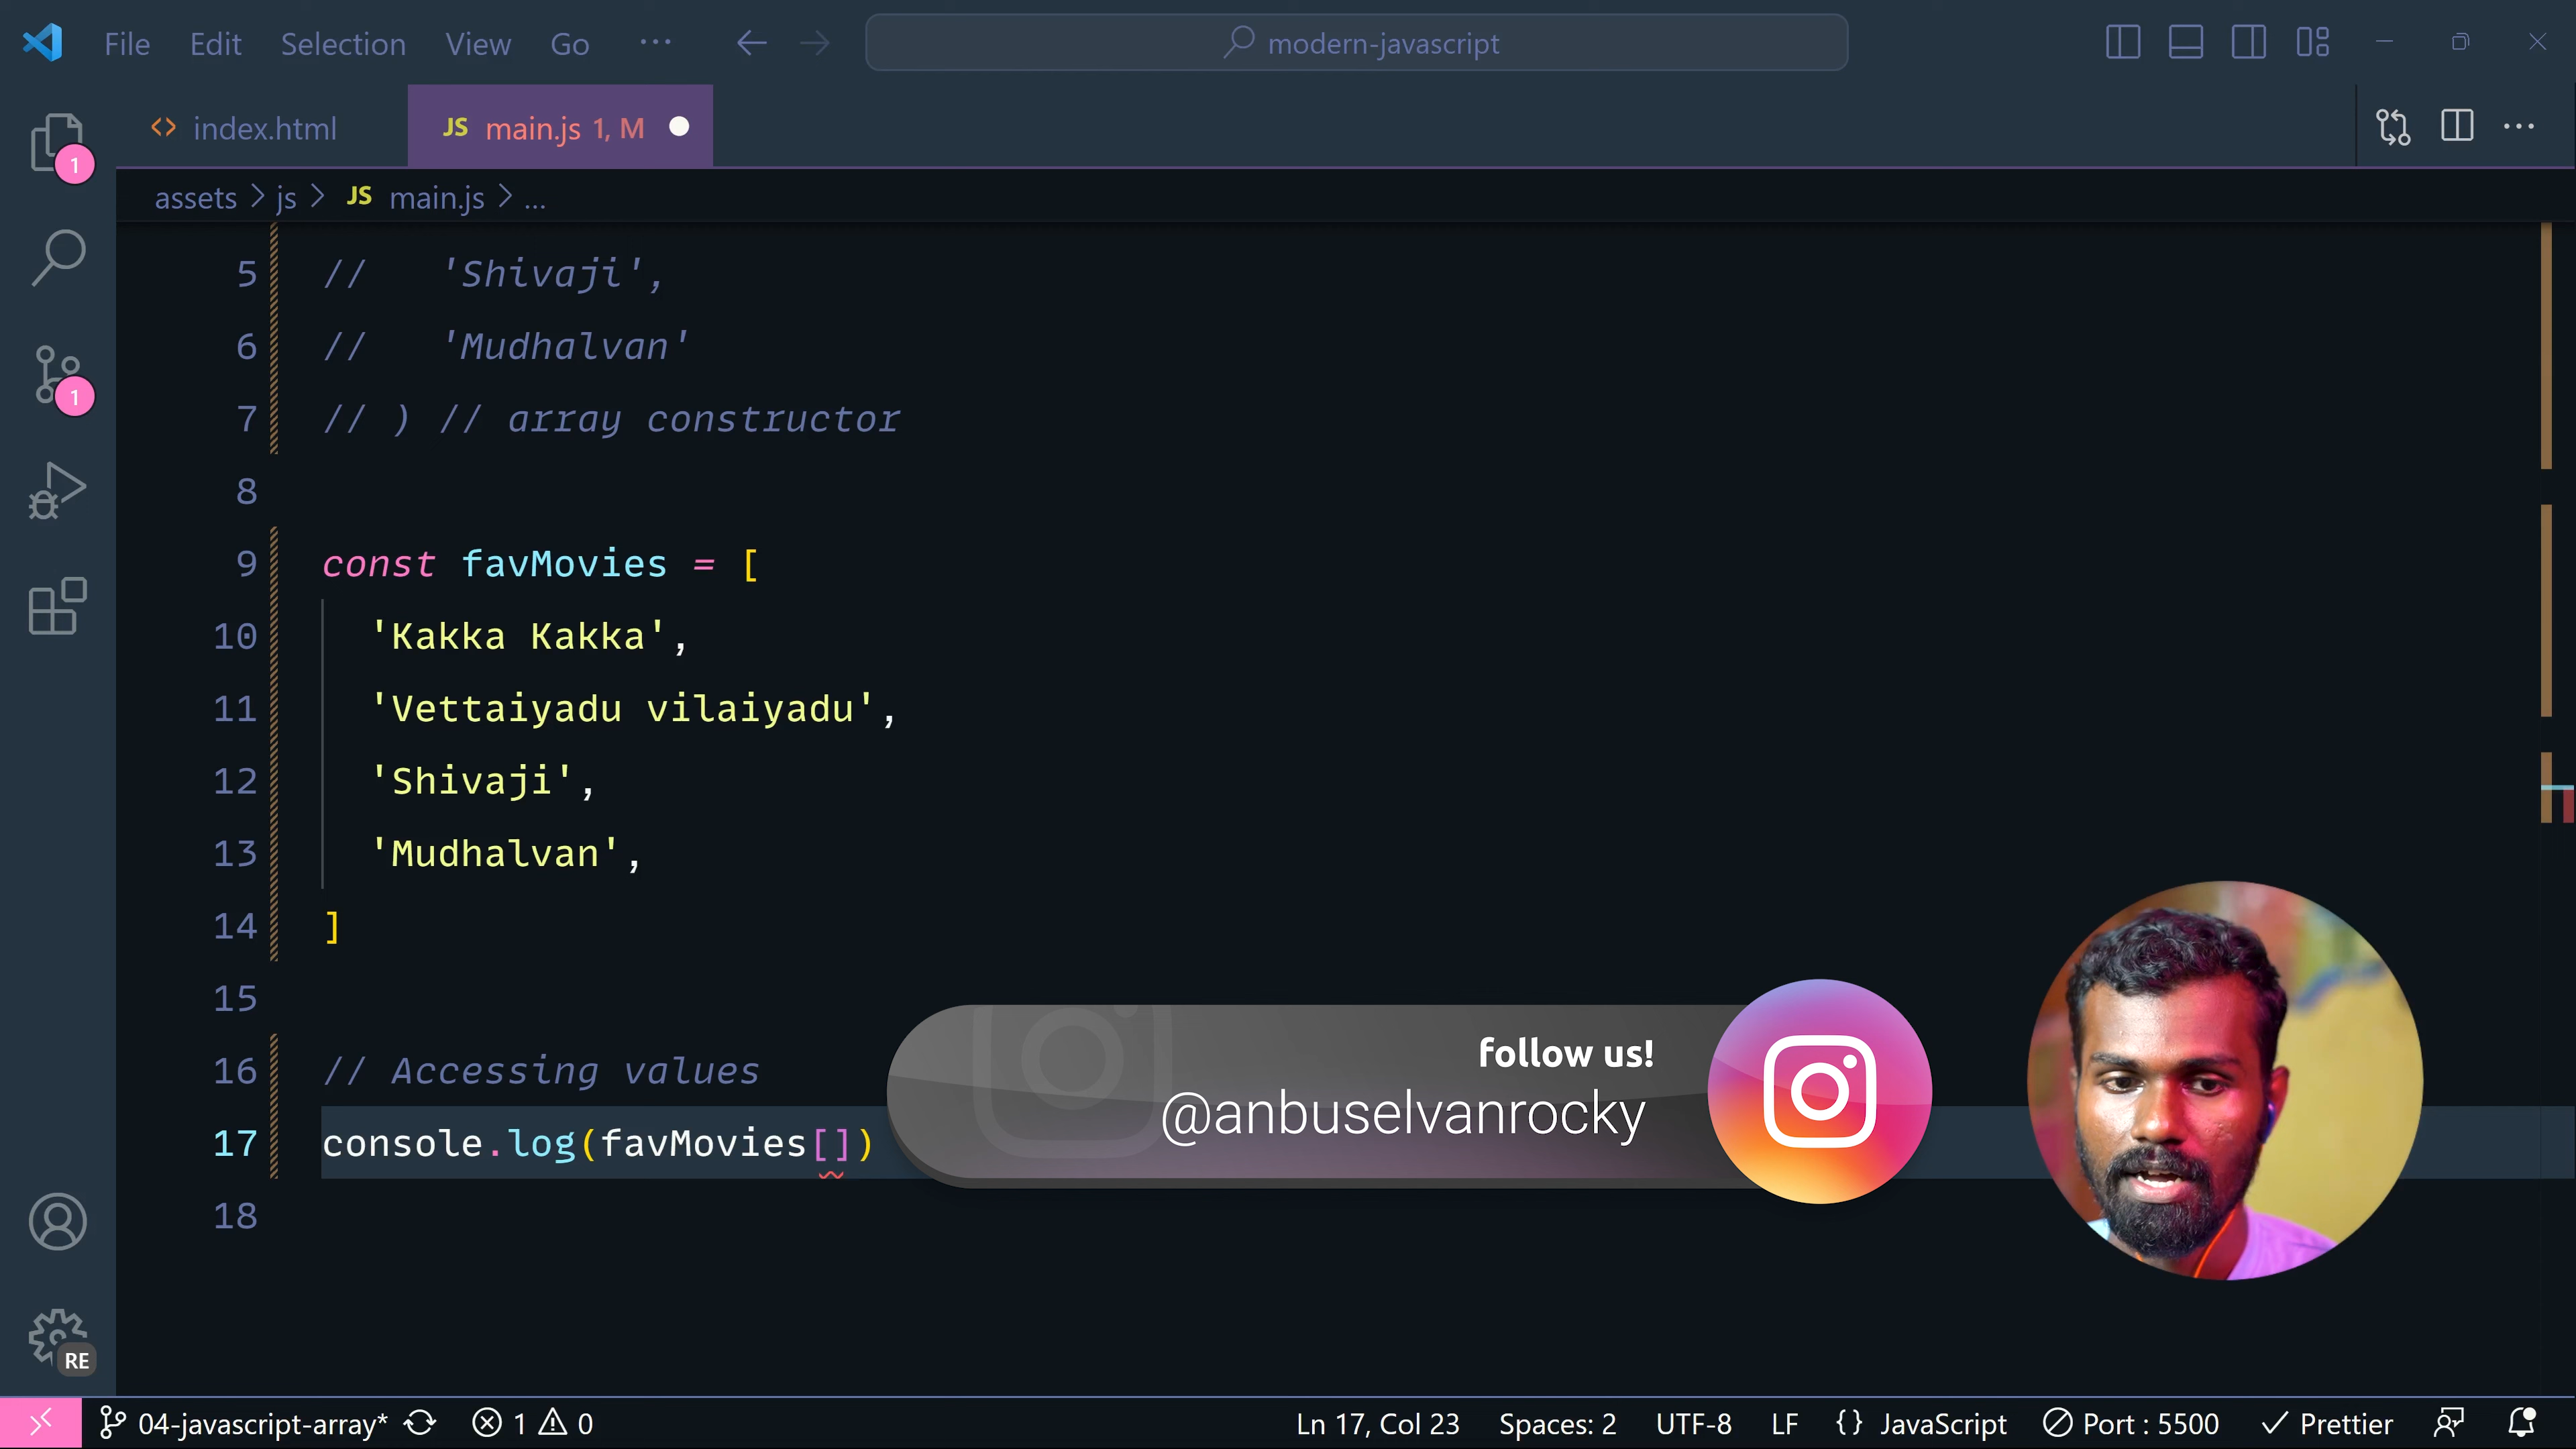 File Edit Selection View Go ··· modern-javascript
index.html JS main.js 1, M
assets > js > JS main.js > ...
1
1
5 // 'Shivaji',
6 // 'Mudhalvan'
7 // ) // array constructor
8
9 const favMovies = [
10 'Kakka Kakka',
11 'Vettaiyadu vilaiyadu',
12 'Shivaji',
13 'Mudhalvan',
14 ]
15
16 // Accessing values
17 console.log(favMovies[])
18
follow us!
@anbuselvanrocky
RE
04-javascript-array* 1 0 Ln 17, Col 23 Spaces: 2 UTF-8 LF {} JavaScript Port : 5500 Prettier